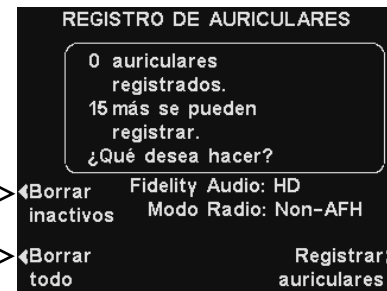 REGISTRO DE AURICULARES
0 auriculares
registrados.
15 más se pueden
registrar.
¿Qué desea hacer?
Fidelity Audio: HD
Modo Radio: Non-AFH
Borrar
inactivos
Borrar
todo
Registrar
auriculares